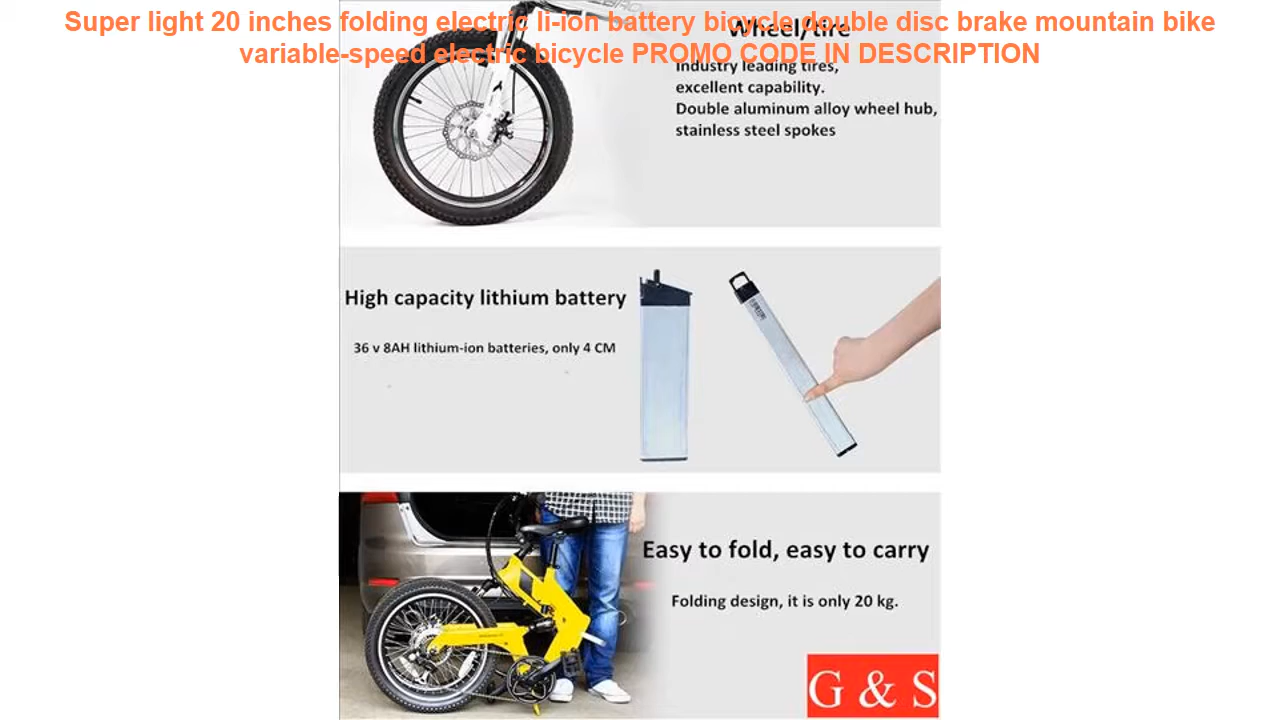 Super light 20 inches folding electric li-ion battery bicycle double disc brake mountain bike
variable-speed electric bicycle PROMO CODE IN DESCRIPTION
Wheel/tire
Industry leading tires,
excellent capability.
Double aluminum alloy wheel hub,
stainless steel spokes
High capacity lithium battery
36 v 8AH lithium-ion batteries, only 4 CM
Easy to fold, easy to carry
Folding design, it is only 20 kg.
G & S